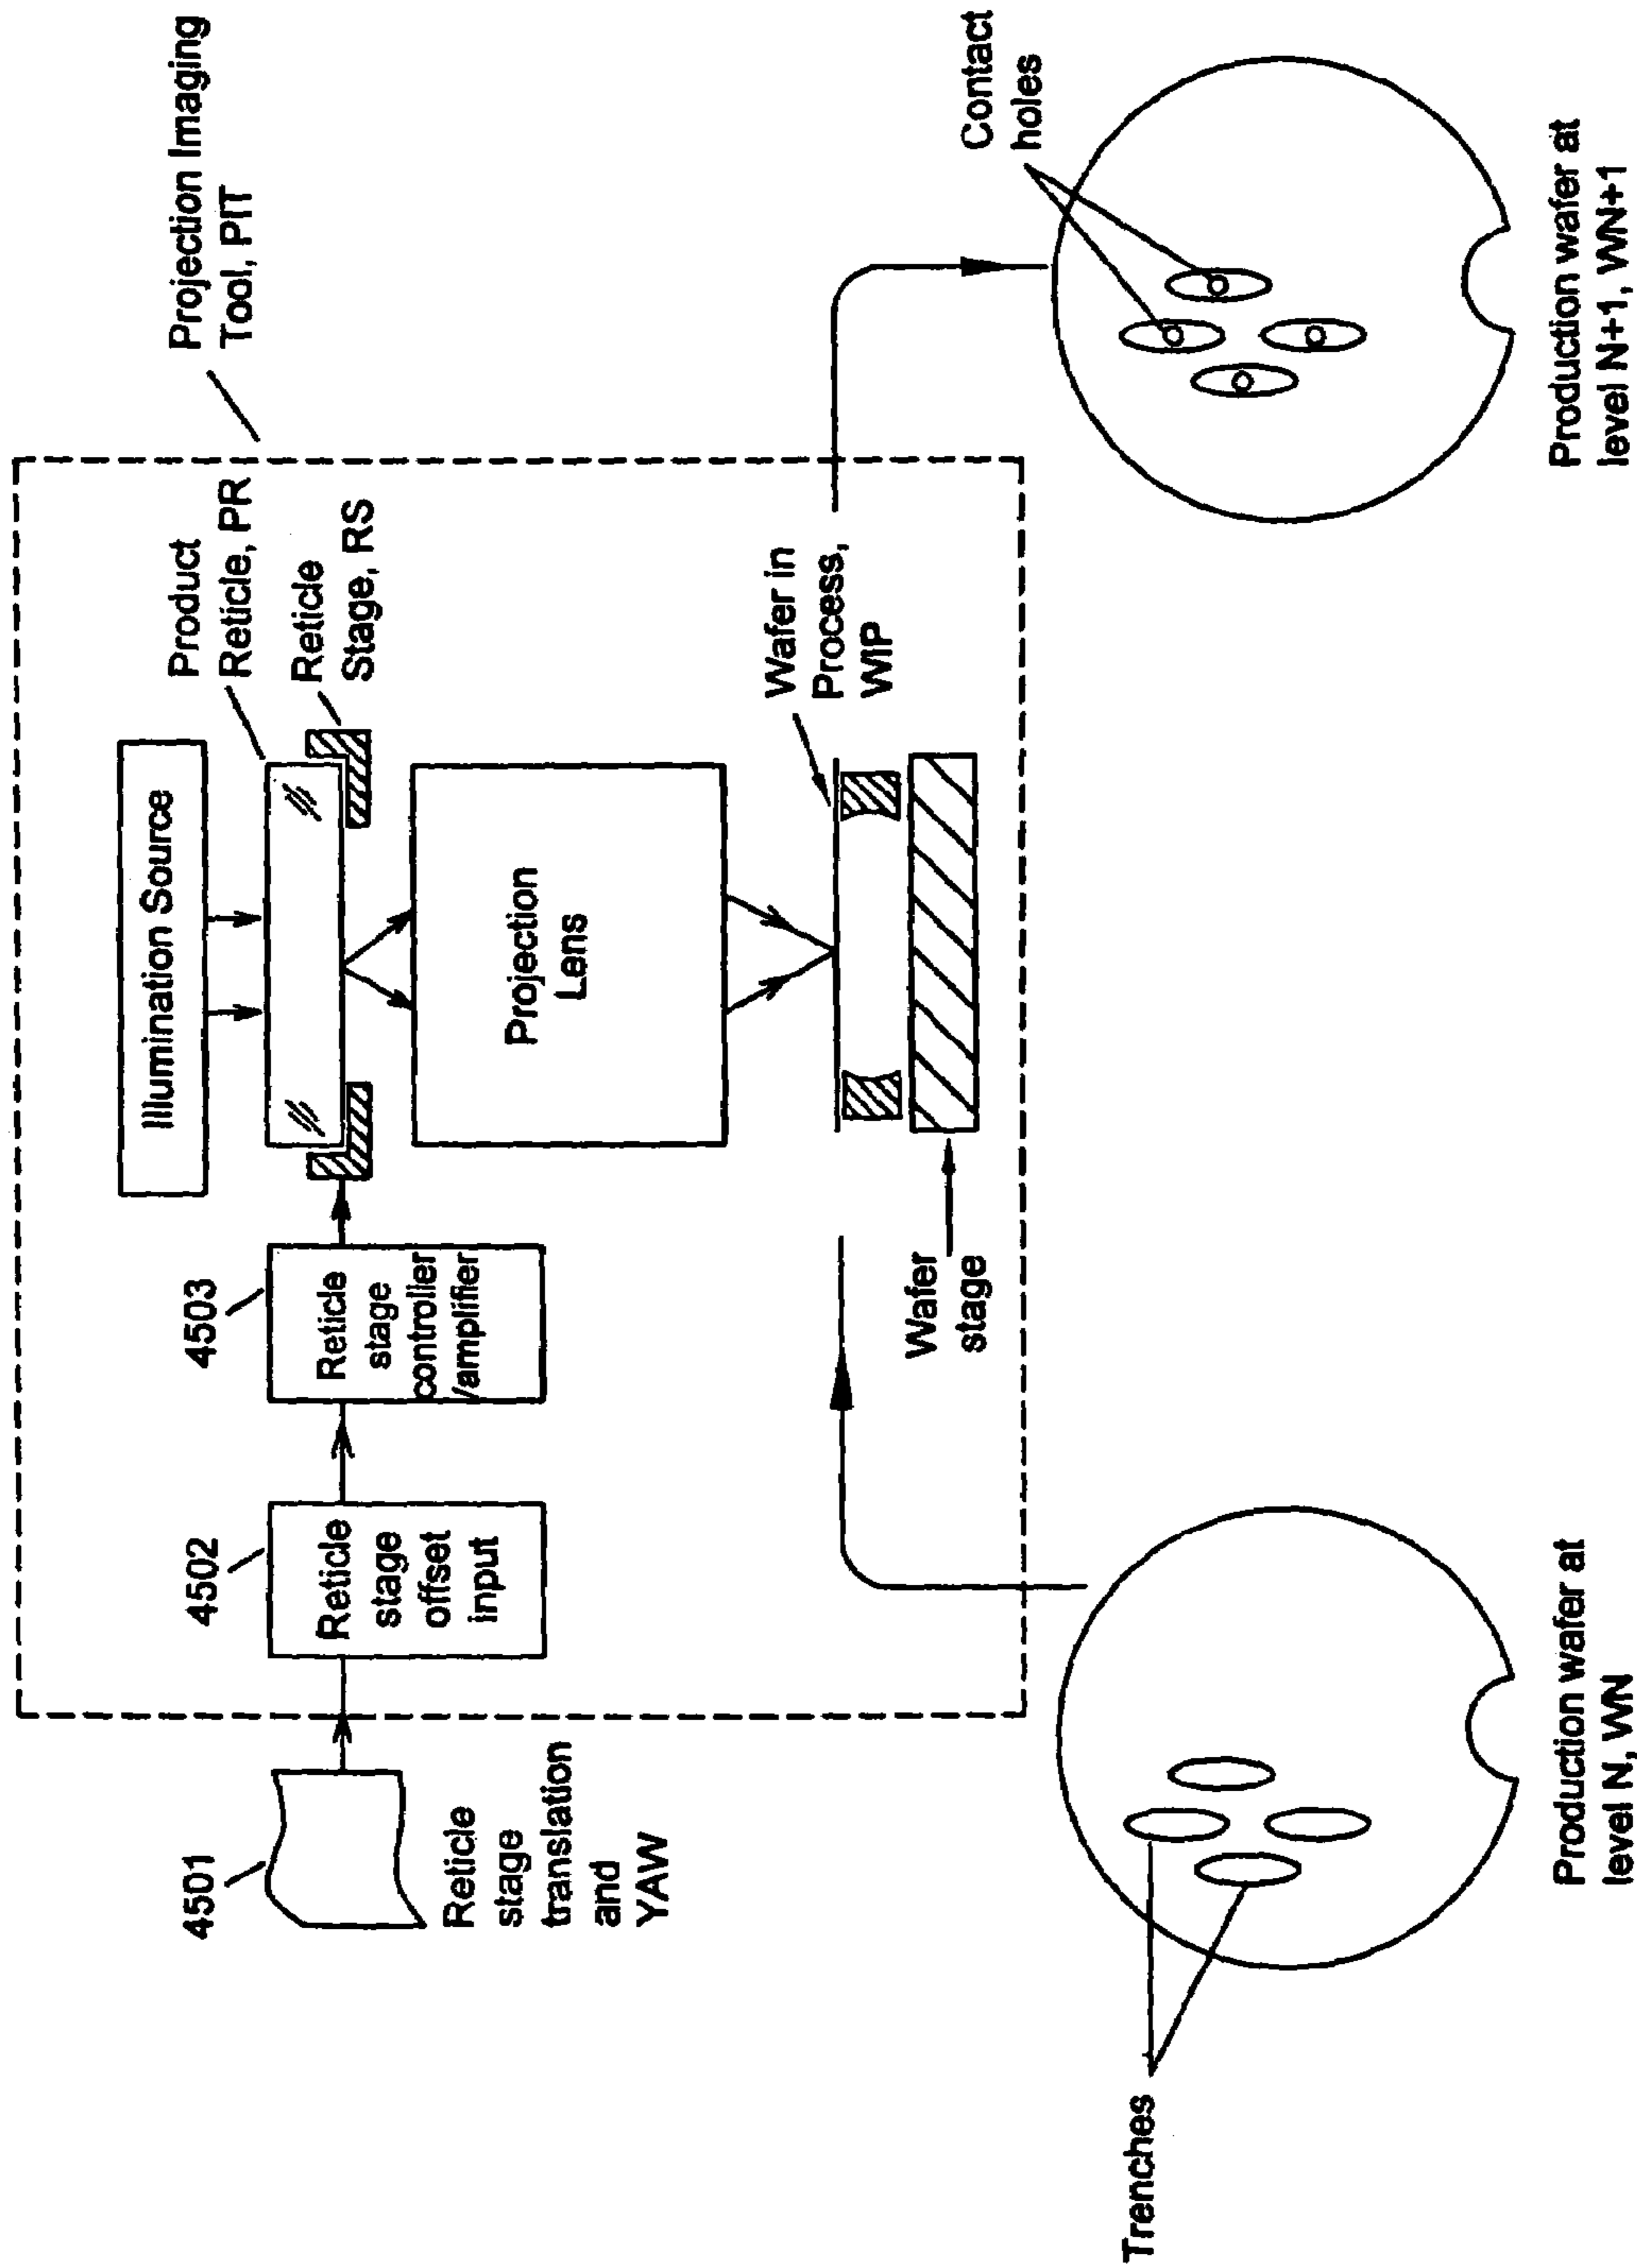 Projection Imaging
Tool, PIT
Illumination Source
Product
Reticle, PR
Reticle
Stage, RS
4501
Reticle
stage
translation
and
YAW
4502
Reticle
stage
offset
input
4503
Reticle
stage
controller
/amplifier
Projection
Lens
Wafer in
Process,
WIP
Wafer
stage
Trenches
Production wafer at
level N, WN
Contact
holes
Production wafer at
level N+1, WN+1